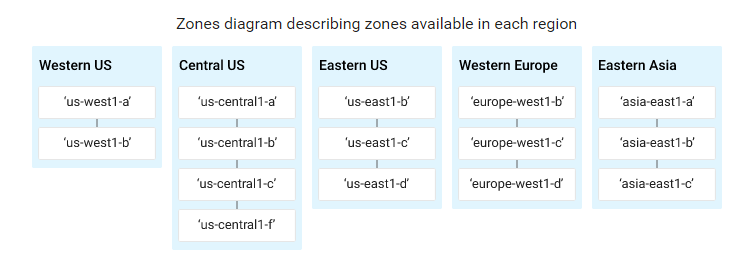 Zones diagram describing zones available in each region
Western US
‘us-west1-a’
‘us-west1-b’
Central US
‘us-central1-a’
‘us-central1-b’
‘us-central1-c’
‘us-central1-f’
Eastern US
‘us-east1-b’
‘us-east1-c’
‘us-east1-d’
Western Europe
‘europe-west1-b’
‘europe-west1-c’
‘europe-west1-d’
Eastern Asia
‘asia-east1-a’
‘asia-east1-b’
‘asia-east1-c’